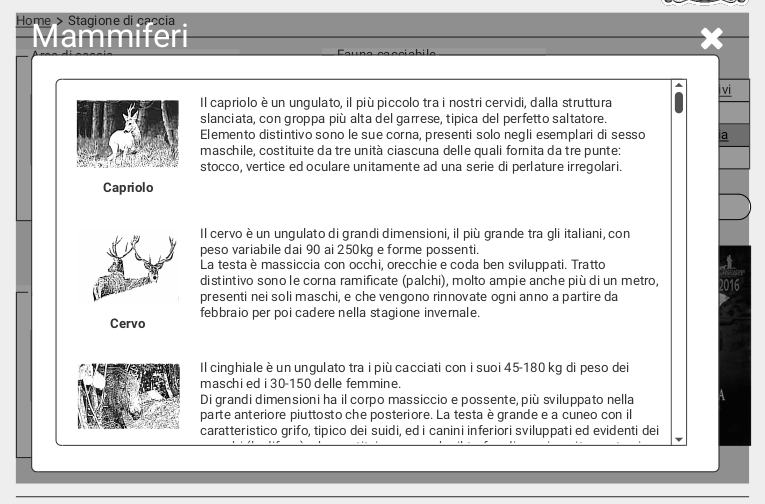 Home > Stagione di caccia
Mammiferi
Area di caccia
Fauna cacciabile
Il capriolo è un ungulato, il più piccolo tra i nostri cervidi, dalla struttura
slanciata, con groppa più alta del garrese, tipica del perfetto saltatore.
Elemento distintivo sono le sue corna, presenti solo negli esemplari di sesso
maschile, costituite da tre unità ciascuna delle quali fornita da tre punte:
stocco, vertice ed oculare unitamente ad una serie di perlature irregolari.
Capriolo
Il cervo è un ungulato di grandi dimensioni, il più grande tra gli italiani, con
peso variabile dai 90 ai 250kg e forme possenti.
La testa è massiccia con occhi, orecchie e coda ben sviluppati. Tratto
distintivo sono le corna ramificate (palchi), molto ampie anche più di un metro,
presenti nei soli maschi, e che vengono rinnovate ogni anno a partire da
febbraio per poi cadere nella stagione invernale.
Cervo
Il cinghiale è un ungulato tra i più cacciati con i suoi 45-180 kg di peso dei
maschi ed i 30-150 delle femmine.
Di grandi dimensioni ha il corpo massiccio e possente, più sviluppato nella
parte anteriore piuttosto che posteriore. La testa è grande e a cuneo con il
caratteristico grifo, tipico dei suidi, ed i canini inferiori sviluppati ed evidenti dei
vi
a
2016
A